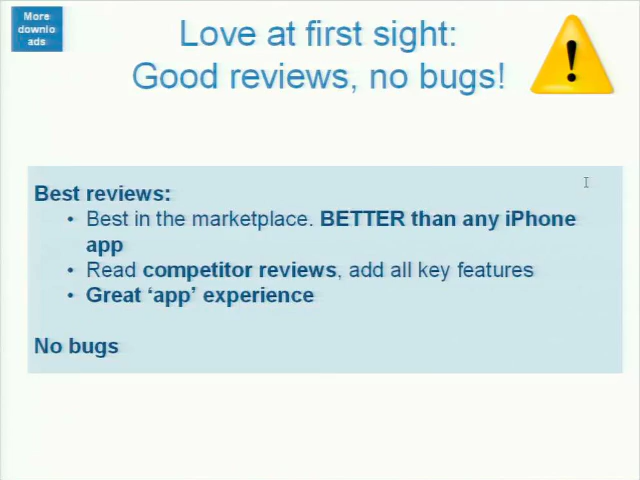 More
downlo
ads
Love at first sight:
Good reviews, no bugs!
Best reviews:
• Best in the marketplace. BETTER than any iPhone
app
• Read competitor reviews, add all key features
• Great ‘app’ experience
No bugs